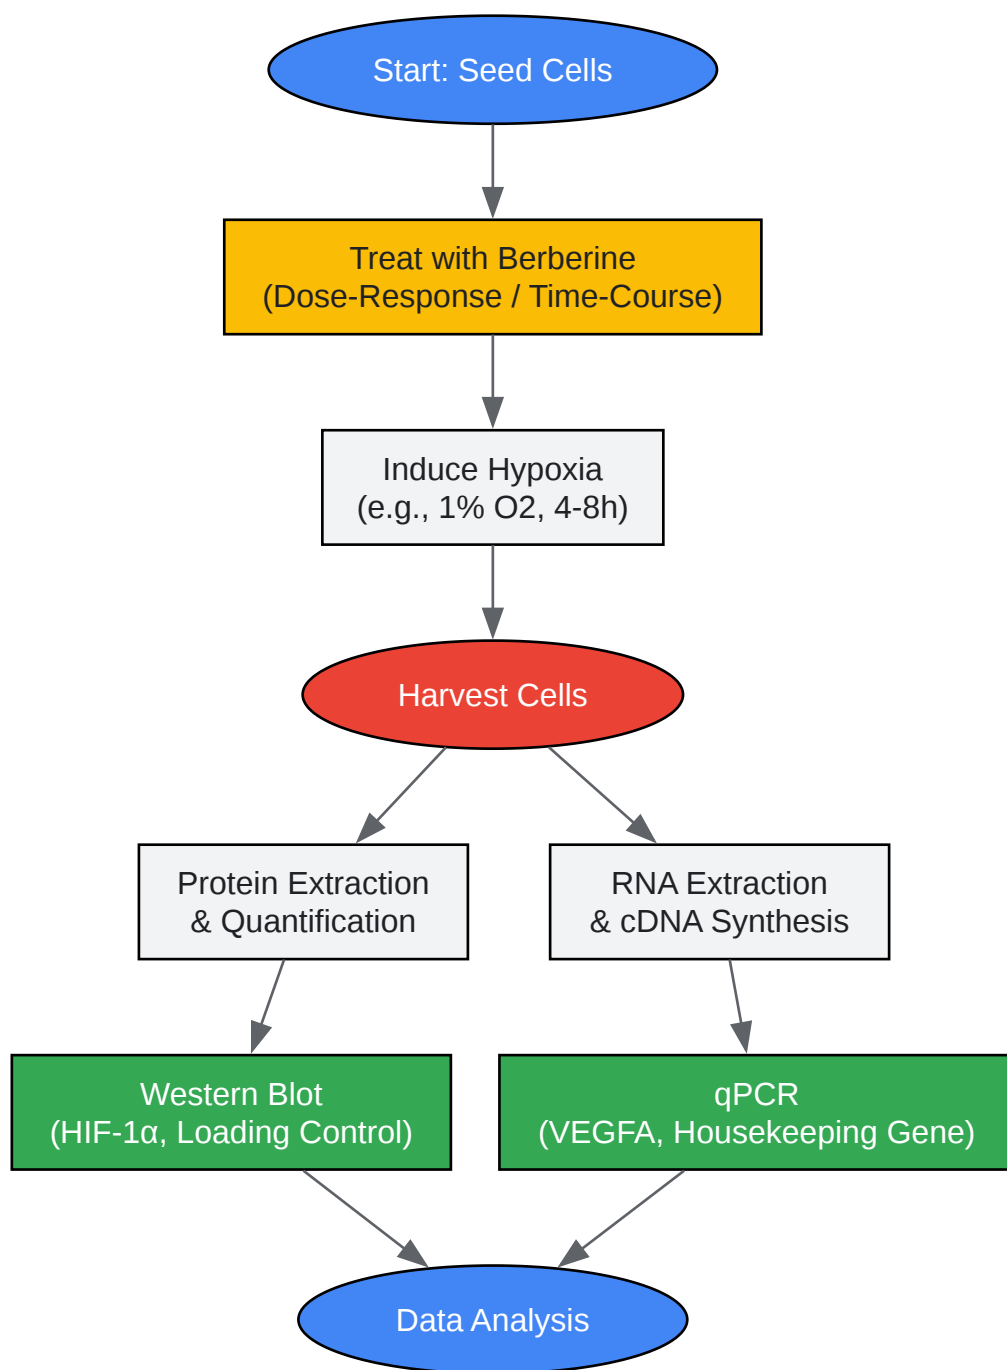 Start: Seed Cells
Treat with Berberine
(Dose-Response / Time-Course)
Induce Hypoxia
(e.g., 1% O2, 4-8h)
Harvest Cells
Protein Extraction
& Quantification
RNA Extraction
& cDNA Synthesis
Western Blot
(HIF-1α, Loading Control)
qPCR
(VEGFA, Housekeeping Gene)
Data Analysis